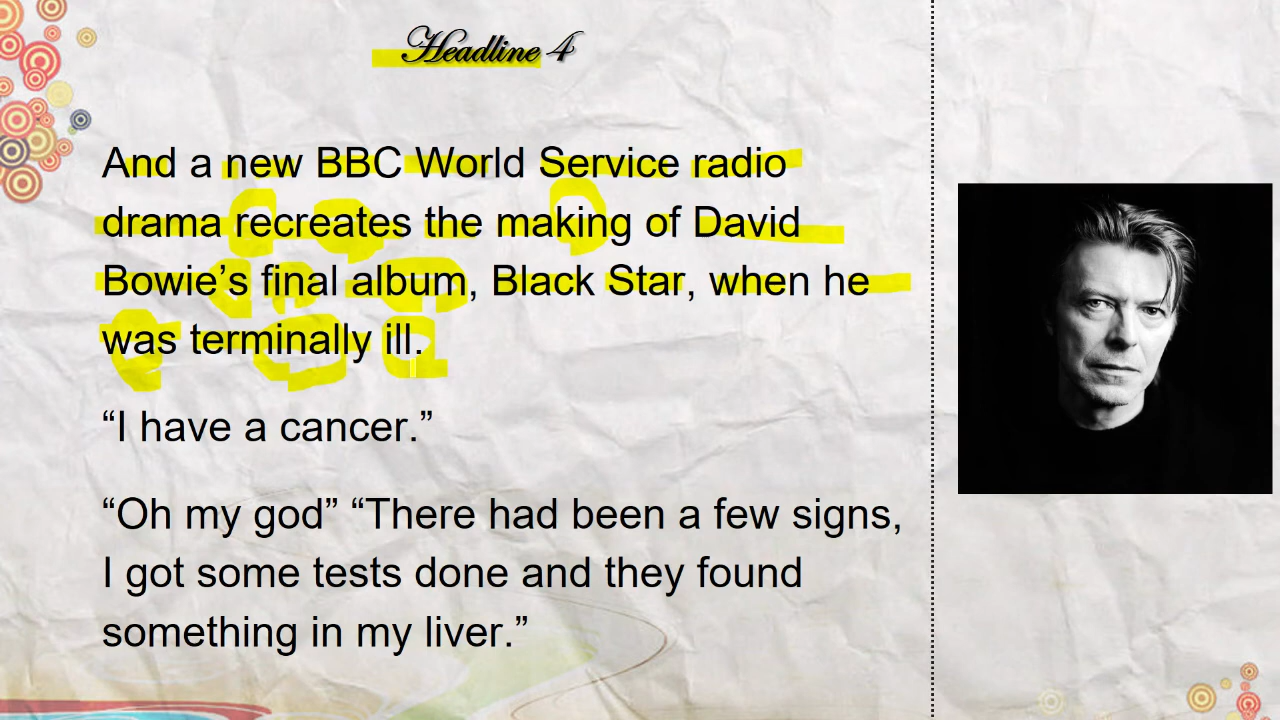 Headline 4
And a new BBC World Service radio
drama recreates the making of David
Bowie’s final album, Black Star, when he
was terminally ill.
“I have a cancer.”
“Oh my god” “There had been a few signs,
I got some tests done and they found
something in my liver.”